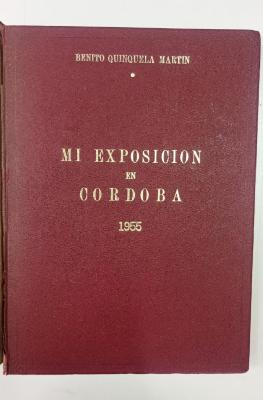 BENITO QUINQUELA MARTIN
MI EXPOSICION
EN
CORDOBA
1955